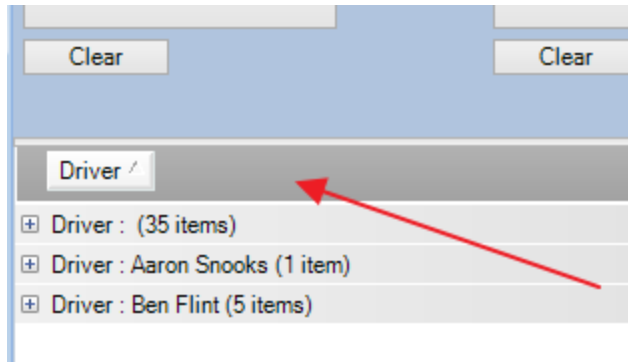 Clear Clear
Driver
Driver : (35 items)
Driver : Aaron Snooks (1 item)
Driver : Ben Flint (5 items)